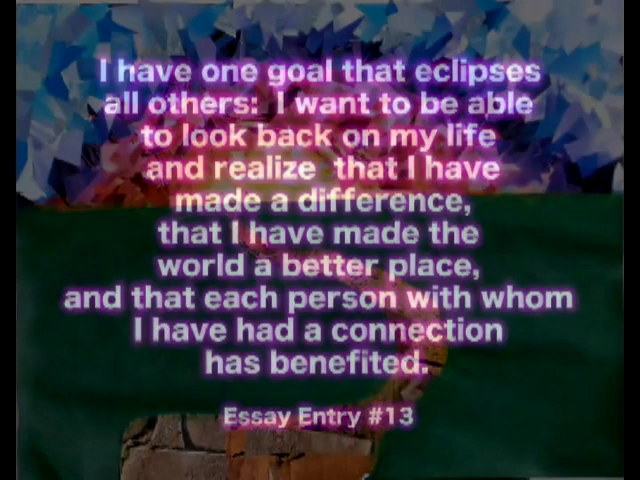 I have one goal that eclipses
all others: I want to be able
to look back on my life
and realize that I have
made a difference,
that I have made the
world a better place,
and that each person with whom
I have had a connection
has benefited.
Essay Entry #13